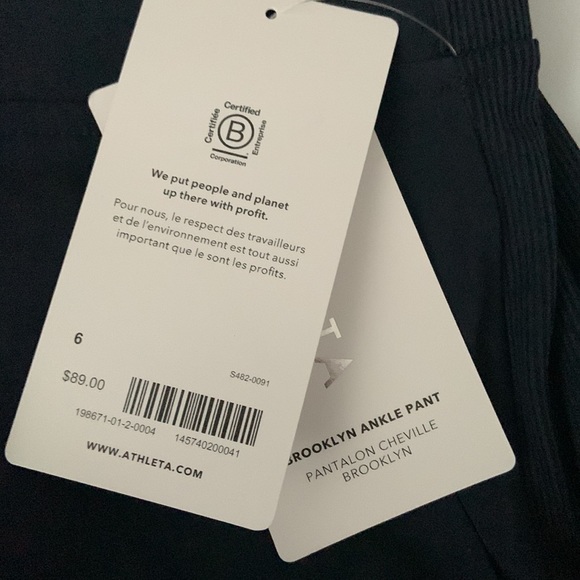 Certified
Certifiée
B
Entreprise
Corporation
We put people and planet
up there with profit.
Pour nous, le respect des travailleurs
et de l'environnement est tout aussi
important que le sont les profits.
6
$89.00
S482-0091
198671-01-2-0004 145740200041
WWW.ATHLETA.COM
TA
BROOKLYN ANKLE PANT
PANTALON CHEVILLE
BROOKLYN